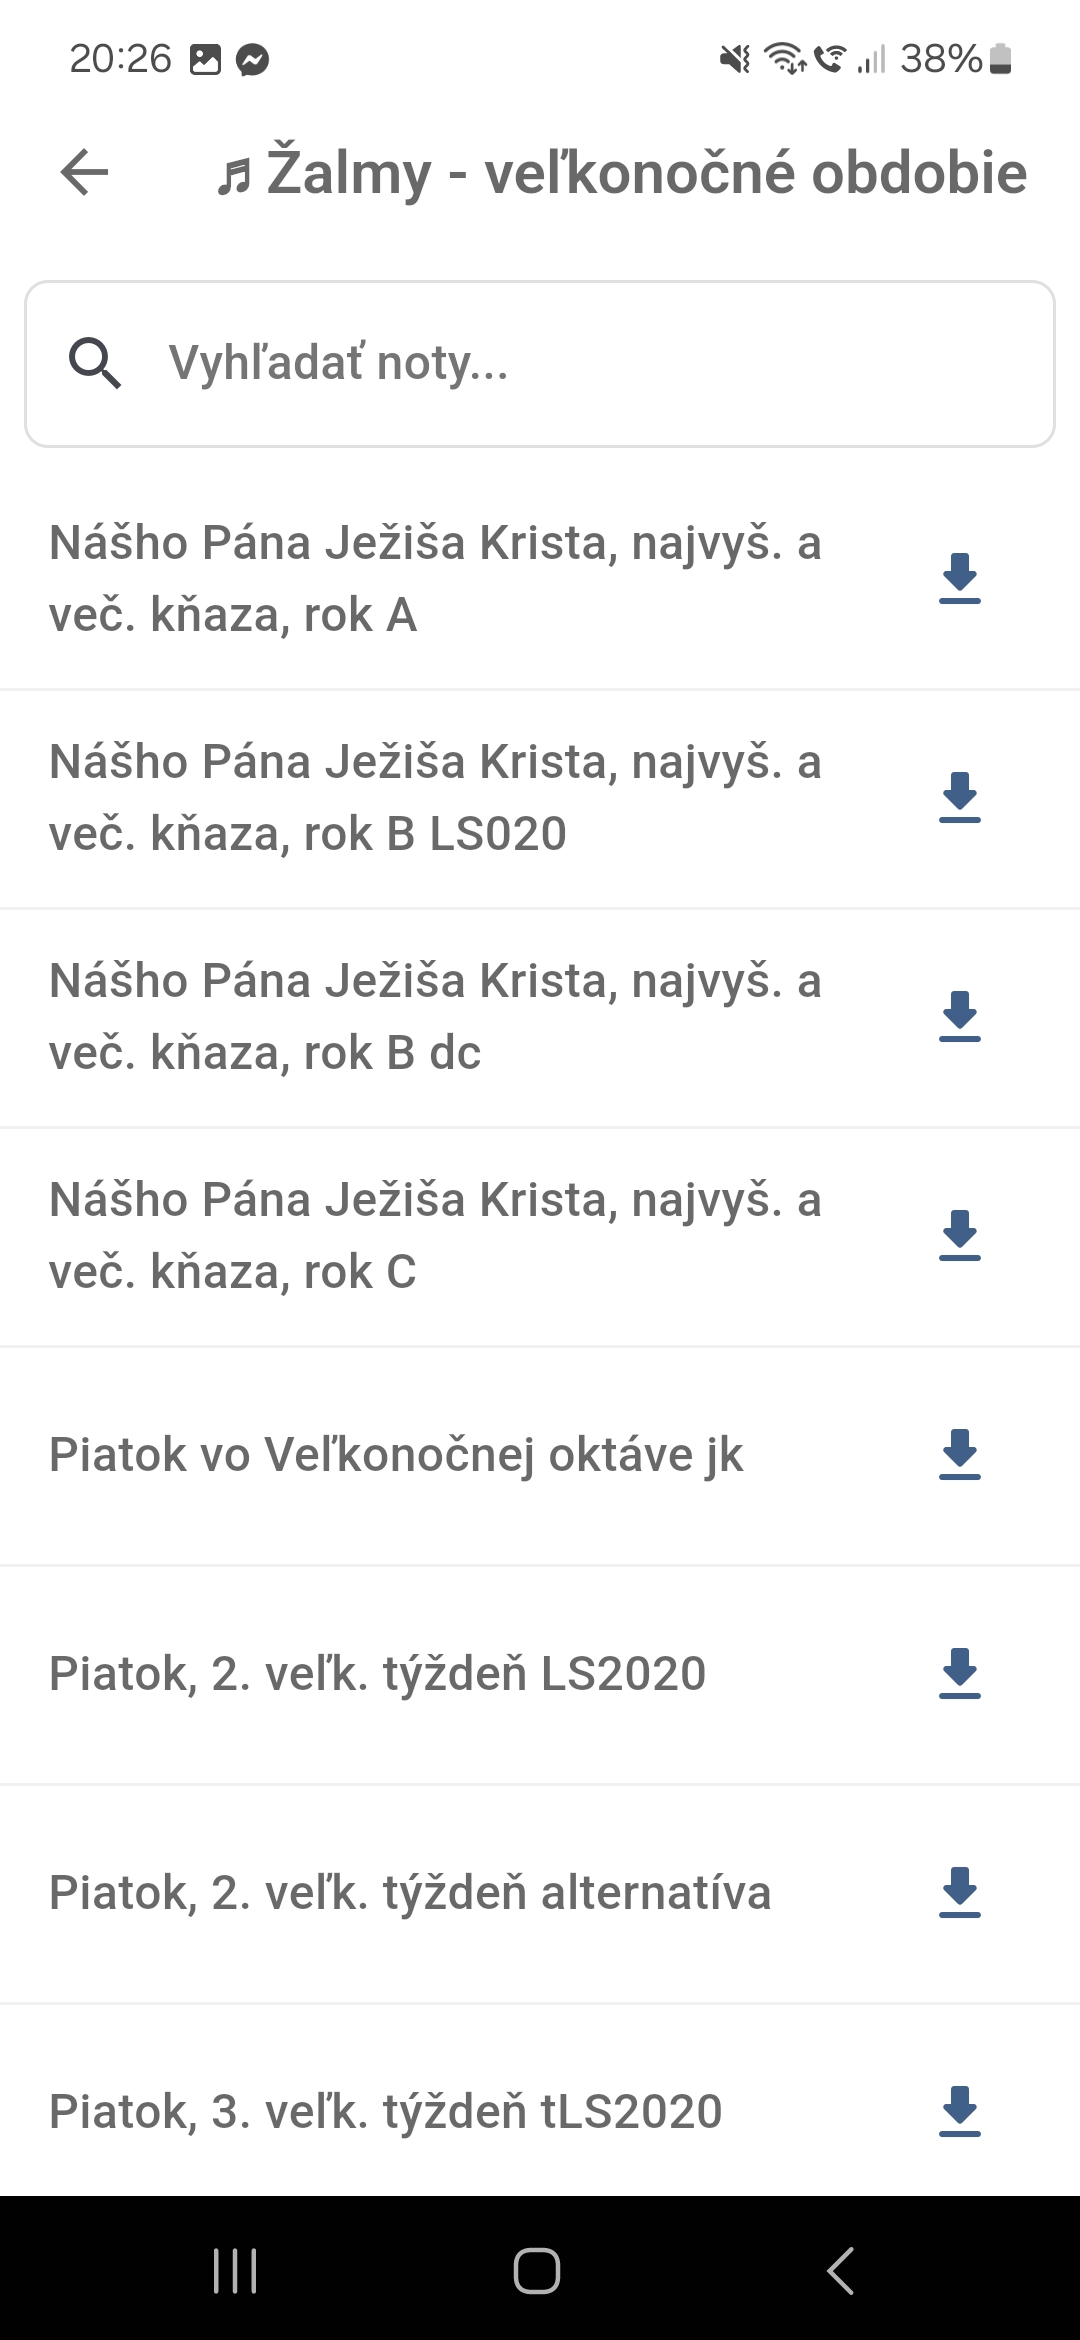 20:26 38%
Žalmy - veľkonočné obdobie
Vyhľadať noty...
Nášho Pána Ježiša Krista, najvyš. a
več. kňaza, rok A
Nášho Pána Ježiša Krista, najvyš. a
več. kňaza, rok B LS020
Nášho Pána Ježiša Krista, najvyš. a
več. kňaza, rok B dc
Nášho Pána Ježiša Krista, najvyš. a
več. kňaza, rok C
Piatok vo Veľkonočnej oktáve jk
Piatok, 2. veľk. týždeň LS2020
Piatok, 2. veľk. týždeň alternatíva
Piatok, 3. veľk. týždeň tLS2020